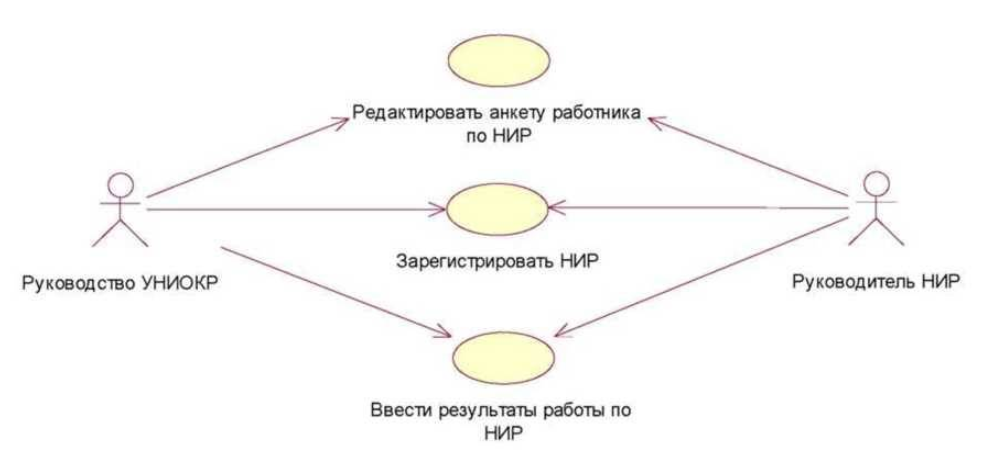 Редактировать анкету работника
по НИР
Зарегистрировать НИР
Руководство УНИОКР
Руководитель НИР
Ввести результаты работы по
НИР